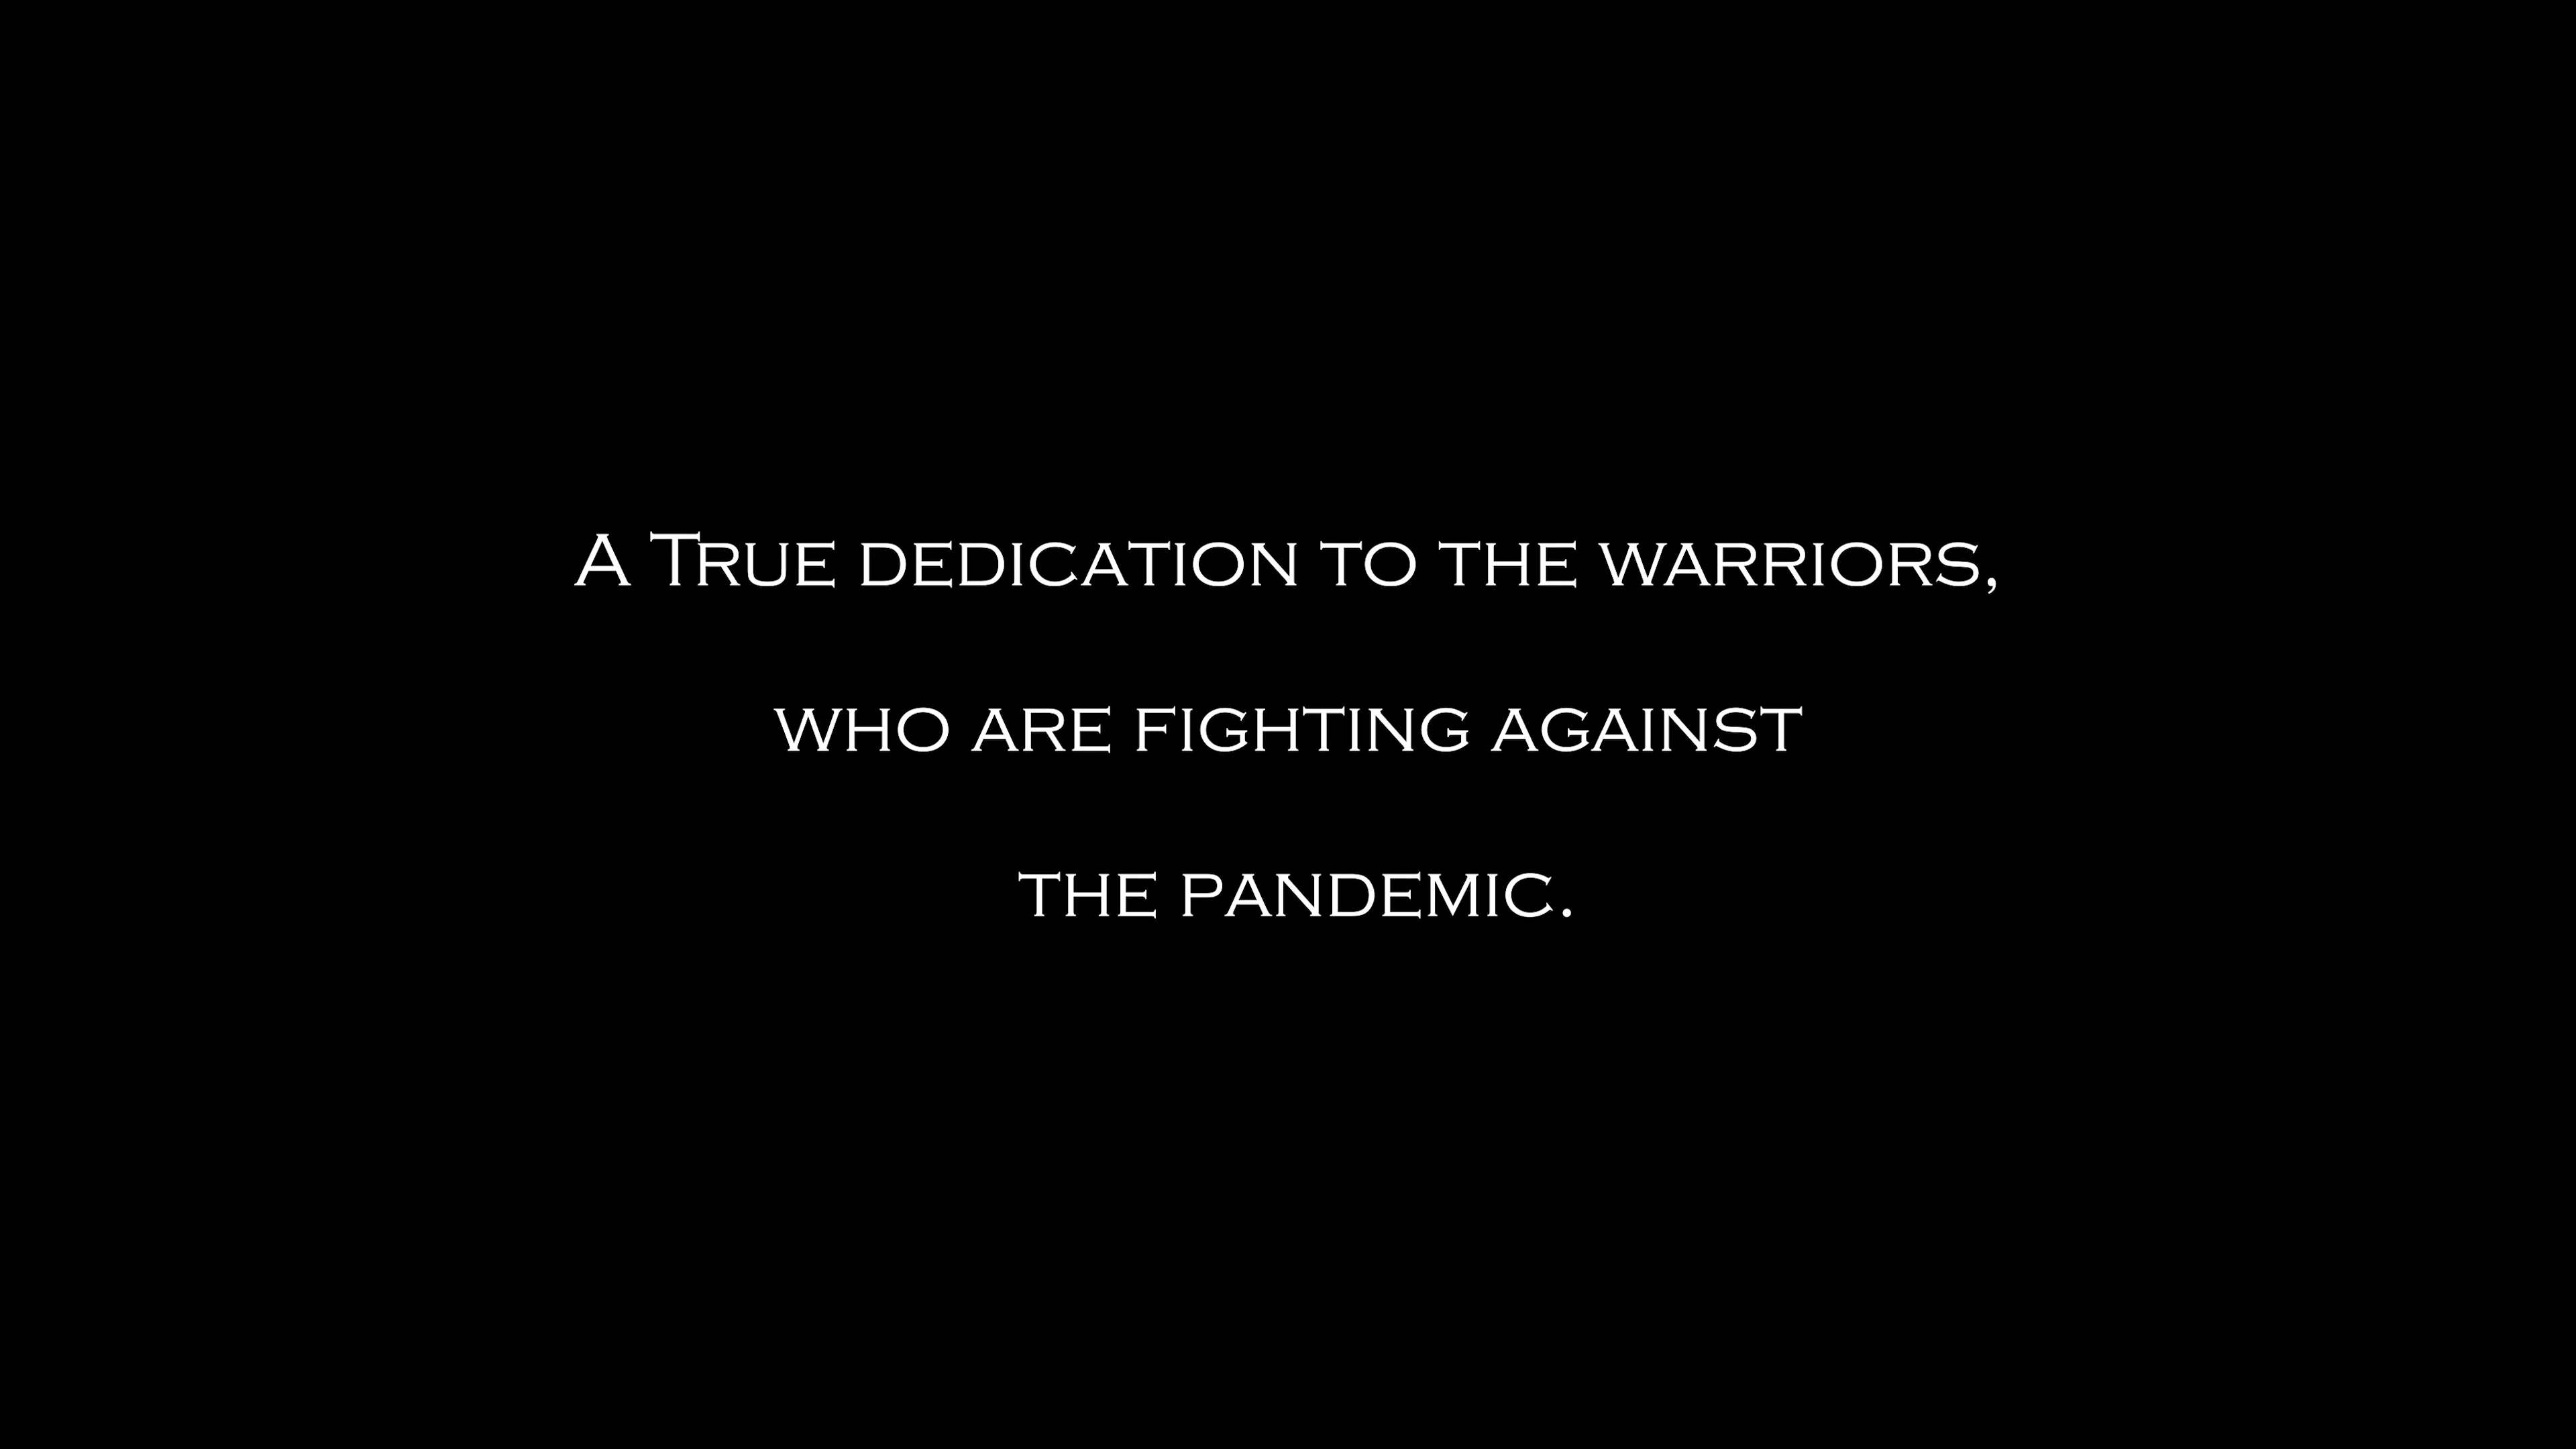 A True dedication to the warriors,
who are fighting against
the pandemic.